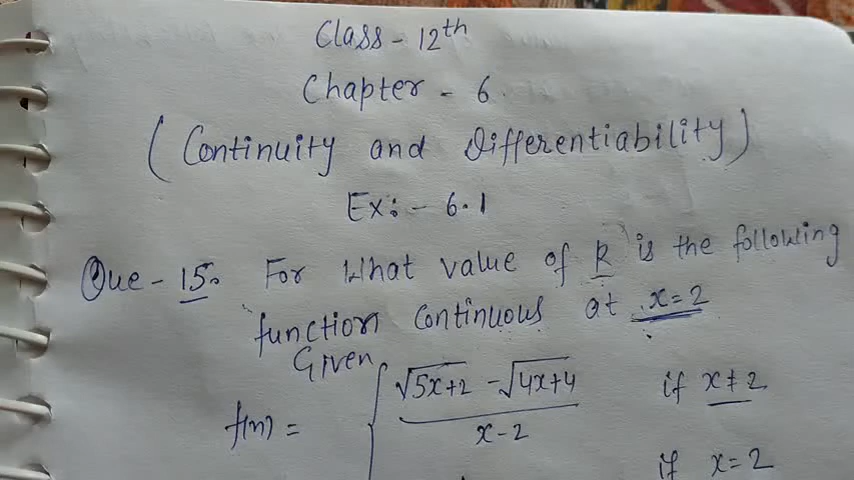 Class - 12th
Chapter - 6.
(Continuity and Differentiability)
Ex:- 6.1
Que - 15. For what value of k is the following
function continuous at x=2
Given
f(x) = { (√5x+2 - √4x+4)/(x-2) if x≠2
if x=2